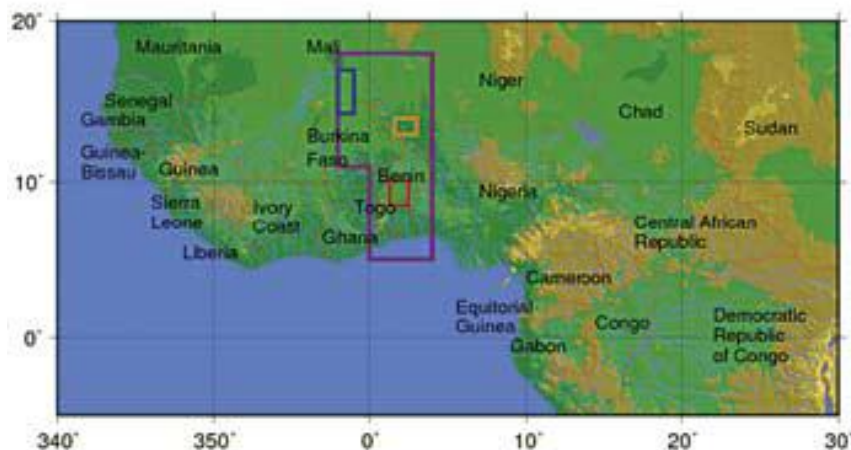 20˚
Mauritania
Mali
Niger
Senegal
Gambia
Chad
Sudan
Burkina
Faso
Guinea-
Bissau
Guinea
Benin
10˚
Nigeria
Sierra
Leone
Ivory
Coast
Togo
Ghana
Liberia
Central African
Republic
Cameroon
Equitorial
Guinea
Congo
Gabon
Democratic
Republic
of Congo
0˚
340˚
350˚
0˚
10˚
20˚
30˚